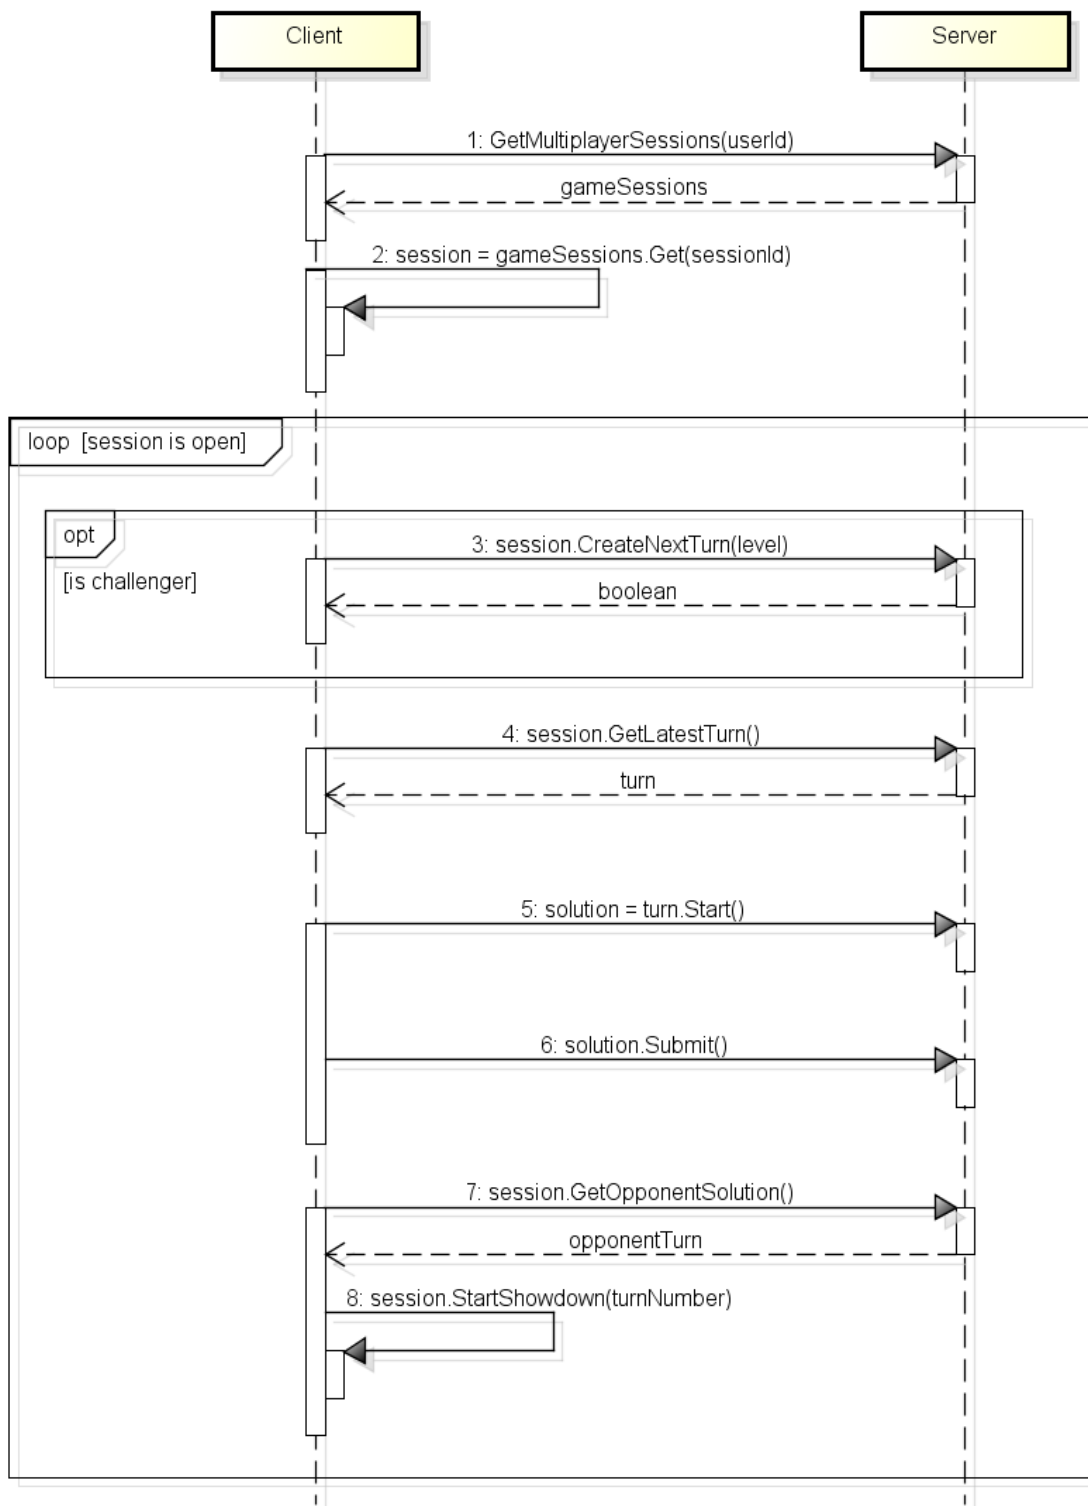 Client
Server
1: GetMultiplayerSessions(userId)
gameSessions
2: session = gameSessions.Get(sessionId)
loop [session is open]
opt
3: session.CreateNextTurn(level)
[is challenger]
boolean
4: session.GetLatestTurn()
turn
5: solution = turn.Start()
6: solution.Submit()
7: session.GetOpponentSolution()
opponentTurn
8: session.StartShowdown(turnNumber)